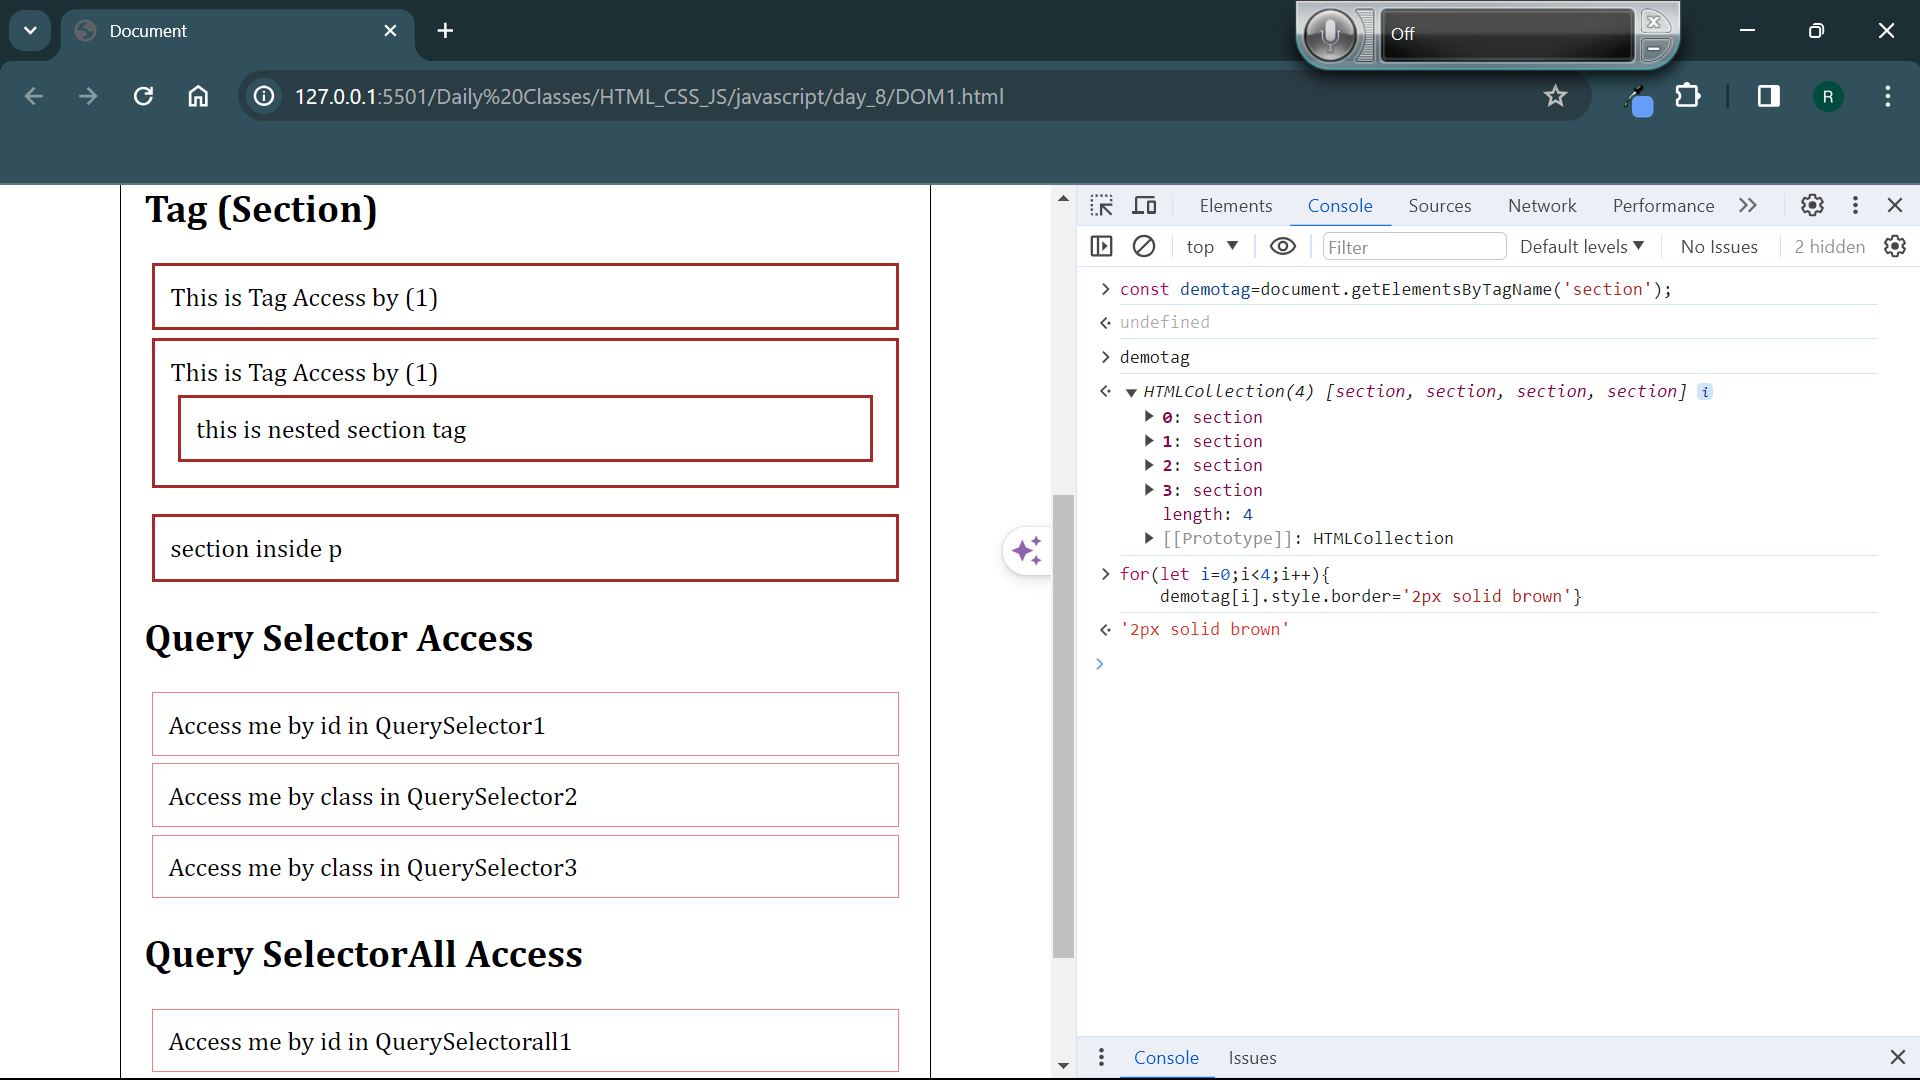 Document
Off
127.0.0.1:5501/Daily%20Classes/HTML_CSS_JS/javascript/day_8/DOM1.html
R
Tag (Section)
This is Tag Access by (1)
This is Tag Access by (1)
this is nested section tag
section inside p
Query Selector Access
Access me by id in QuerySelector1
Access me by class in QuerySelector2
Access me by class in QuerySelector3
Query SelectorAll Access
Access me by id in QuerySelectorall1
Elements Console Sources Network Performance
top Filter Default levels No Issues 2 hidden
const demotag=document.getElementsByTagName('section');
undefined
demotag
HTMLCollection(4) [section, section, section, section] i
0: section
1: section
2: section
3: section
length: 4
[[Prototype]]: HTMLCollection
for(let i=0;i<4;i++){
demotag[i].style.border='2px solid brown'}
'2px solid brown'
Console Issues